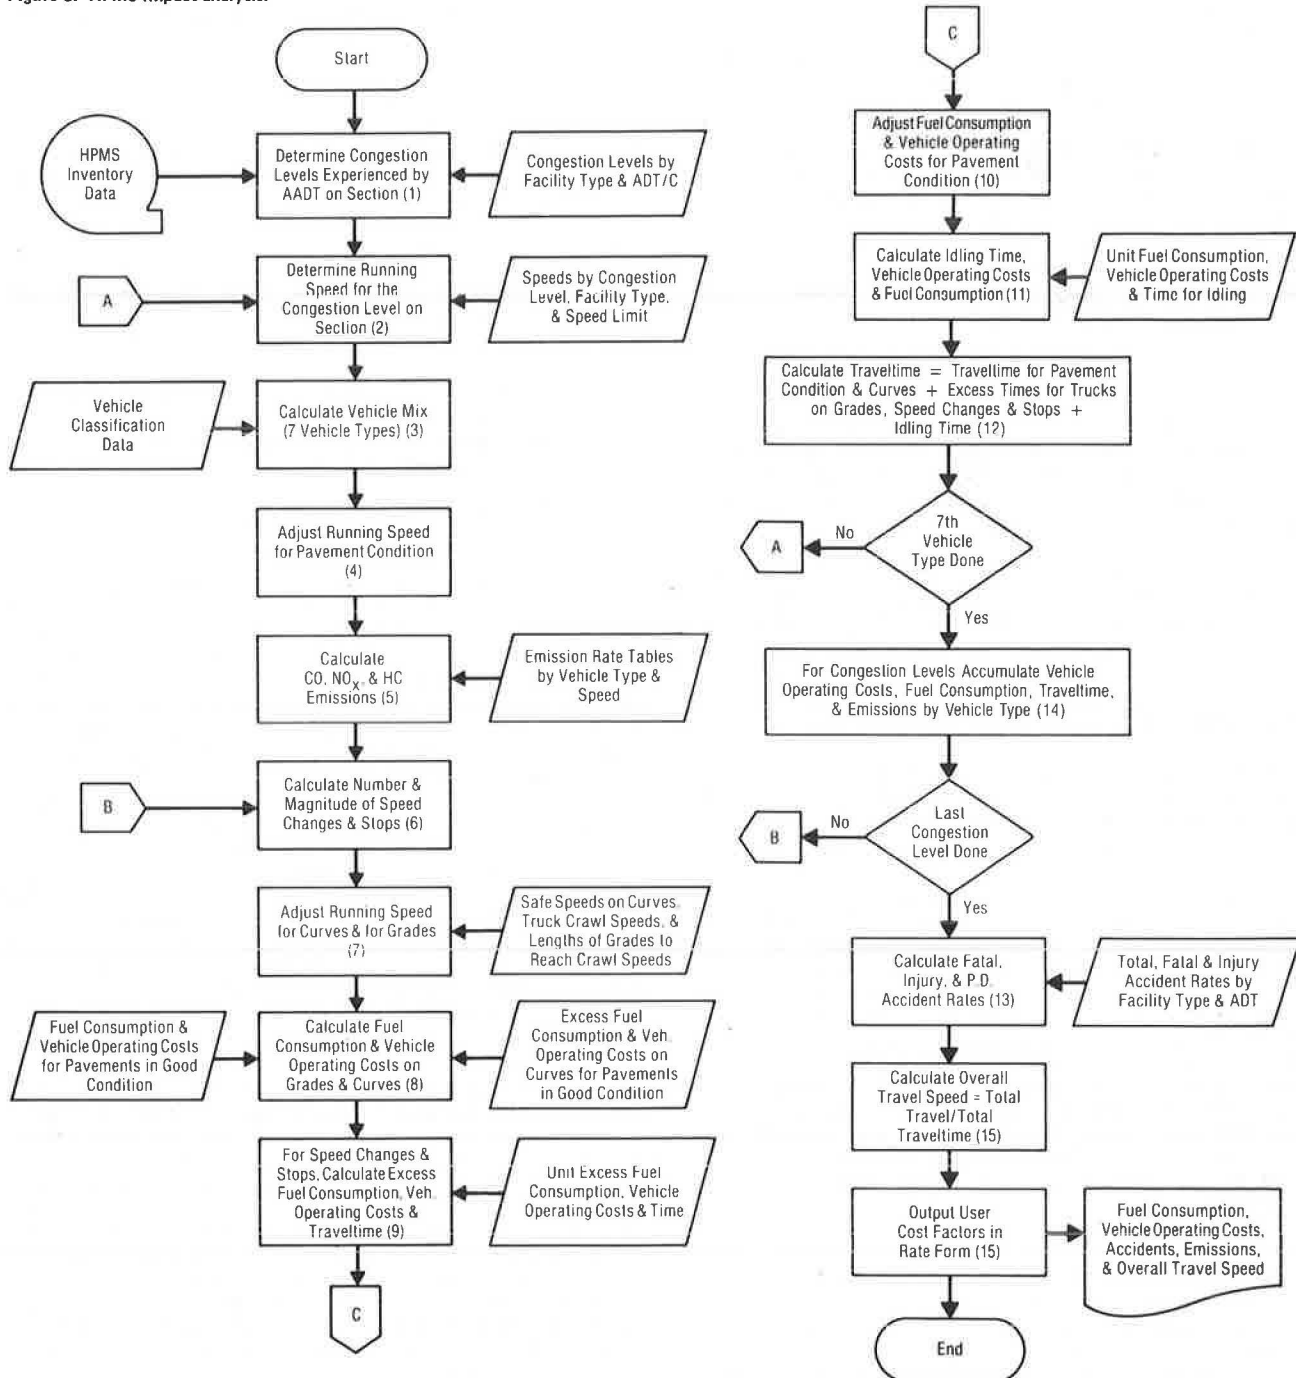 Figure 3. HPMS impact analysis.
Start
HPMS
Inventory
Data
Determine Congestion
Levels Experienced by
AADT on Section (1)
Congestion Levels by
Facility Type & ADT/C
A
Determine Running
Speed for the
Congestion Level on
Section (2)
Speeds by Congestion
Level, Facility Type,
& Speed Limit
Vehicle
Classification
Data
Calculate Vehicle Mix
(7 Vehicle Types) (3)
Adjust Running Speed
for Pavement Condition
(4)
Calculate
CO, NOx, & HC
Emissions (5)
Emission Rate Tables
by Vehicle Type &
Speed
B
Calculate Number &
Magnitude of Speed
Changes & Stops (6)
Adjust Running Speed
for Curves & for Grades
(7)
Safe Speeds on Curves,
Truck Crawl Speeds, &
Lengths of Grades to
Reach Crawl Speeds
Fuel Consumption &
Vehicle Operating Costs
for Pavements in Good
Condition
Calculate Fuel
Consumption & Vehicle
Operating Costs on
Grades & Curves (8)
Excess Fuel
Consumption & Veh.
Operating Costs on
Curves for Pavements
in Good Condition
For Speed Changes &
Stops, Calculate Excess
Fuel Consumption, Veh.
Operating Costs &
Traveltime (9)
Unit Excess Fuel
Consumption, Vehicle
Operating Costs & Time
C
C
Adjust Fuel Consumption
& Vehicle Operating
Costs for Pavement
Condition (10)
Calculate Idling Time,
Vehicle Operating Costs
& Fuel Consumption (11)
Unit Fuel Consumption,
Vehicle Operating Costs
& Time for Idling
Calculate Traveltime = Traveltime for Pavement
Condition & Curves + Excess Times for Trucks
on Grades, Speed Changes & Stops +
Idling Time (12)
7th
Vehicle
Type Done
No
A
Yes
For Congestion Levels Accumulate Vehicle
Operating Costs, Fuel Consumption, Traveltime,
& Emissions by Vehicle Type (14)
Last
Congestion
Level Done
No
B
Yes
Calculate Fatal,
Injury, & P.D.
Accident Rates (13)
Total, Fatal & Injury
Accident Rates by
Facility Type & ADT
Calculate Overall
Travel Speed = Total
Travel/Total
Traveltime (15)
Output User
Cost Factors in
Rate Form (15)
Fuel Consumption,
Vehicle Operating Costs,
Accidents, Emissions,
& Overall Travel Speed
End